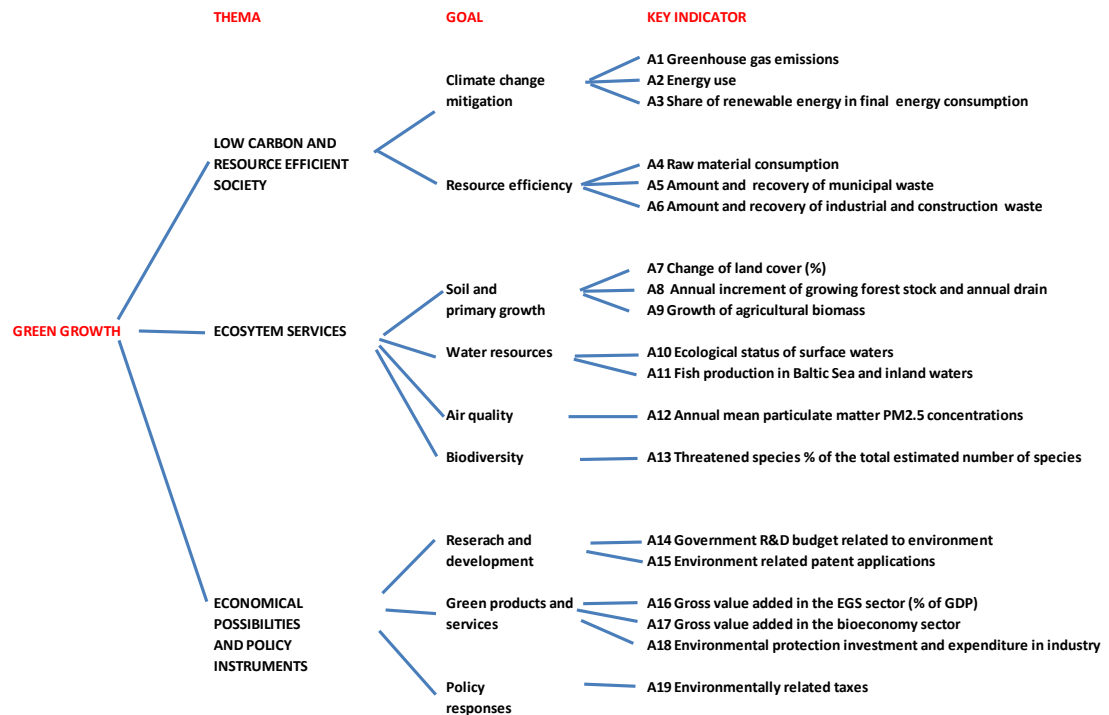 THEMA
GOAL
KEY INDICATOR
GREEN GROWTH
LOW CARBON AND
RESOURCE EFFICIENT
SOCIETY
Climate change
mitigation
A1 Greenhouse gas emissions
A2 Energy use
A3 Share of renewable energy in final energy consumption
Resource efficiency
A4 Raw material consumption
A5 Amount and recovery of municipal waste
A6 Amount and recovery of industrial and construction waste
ECOSYTEM SERVICES
Soil and
primary growth
A7 Change of land cover (%)
A8 Annual increment of growing forest stock and annual drain
A9 Growth of agricultural biomass
Water resources
A10 Ecological status of surface waters
A11 Fish production in Baltic Sea and inland waters
Air quality
A12 Annual mean particulate matter PM2.5 concentrations
Biodiversity
A13 Threatened species % of the total estimated number of species
ECONOMICAL
POSSIBILITIES
AND POLICY
INSTRUMENTS
Reserach and
development
A14 Government R&D budget related to environment
A15 Environment related patent applications
Green products and
services
A16 Gross value added in the EGS sector (% of GDP)
A17 Gross value added in the bioeconomy sector
A18 Environmental protection investment and expenditure in industry
Policy
responses
A19 Environmentally related taxes